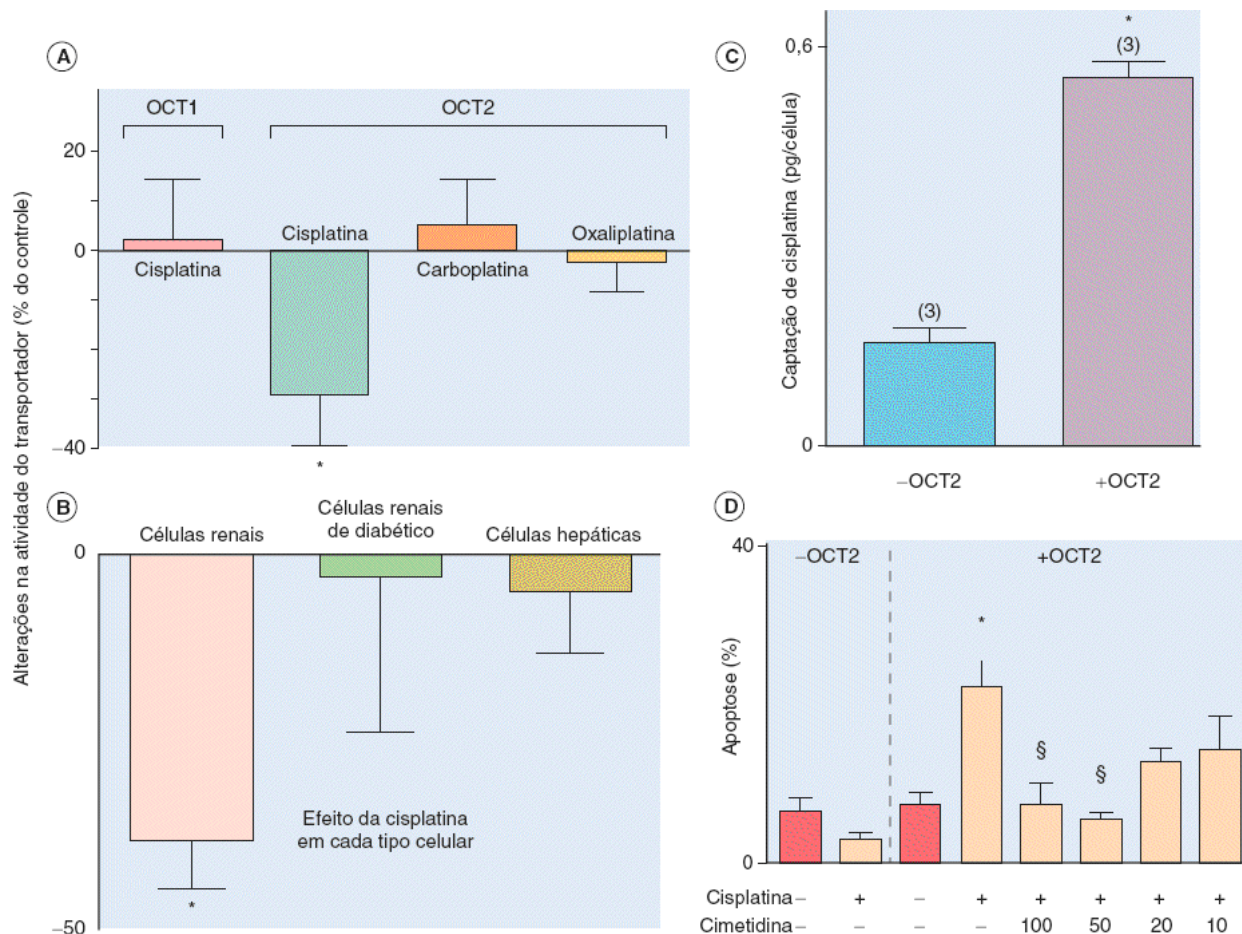 Alterações na atividade do transportador (% do controle)
A
OCT1
OCT2
20
0
–40
Cisplatina
Cisplatina
Carboplatina
Oxaliplatina
*
B
Células renais
Células renais
de diabético
Células hepáticas
0
–50
Efeito da cisplatina
em cada tipo celular
*
C
Captação de cisplatina (pg/célula)
0,6
0
(3)
*
(3)
–OCT2
+OCT2
D
Apoptose (%)
40
0
–OCT2
+OCT2
*
§
§
Cisplatina – + – + + + + +
Cimetidina – – – – 100 50 20 10